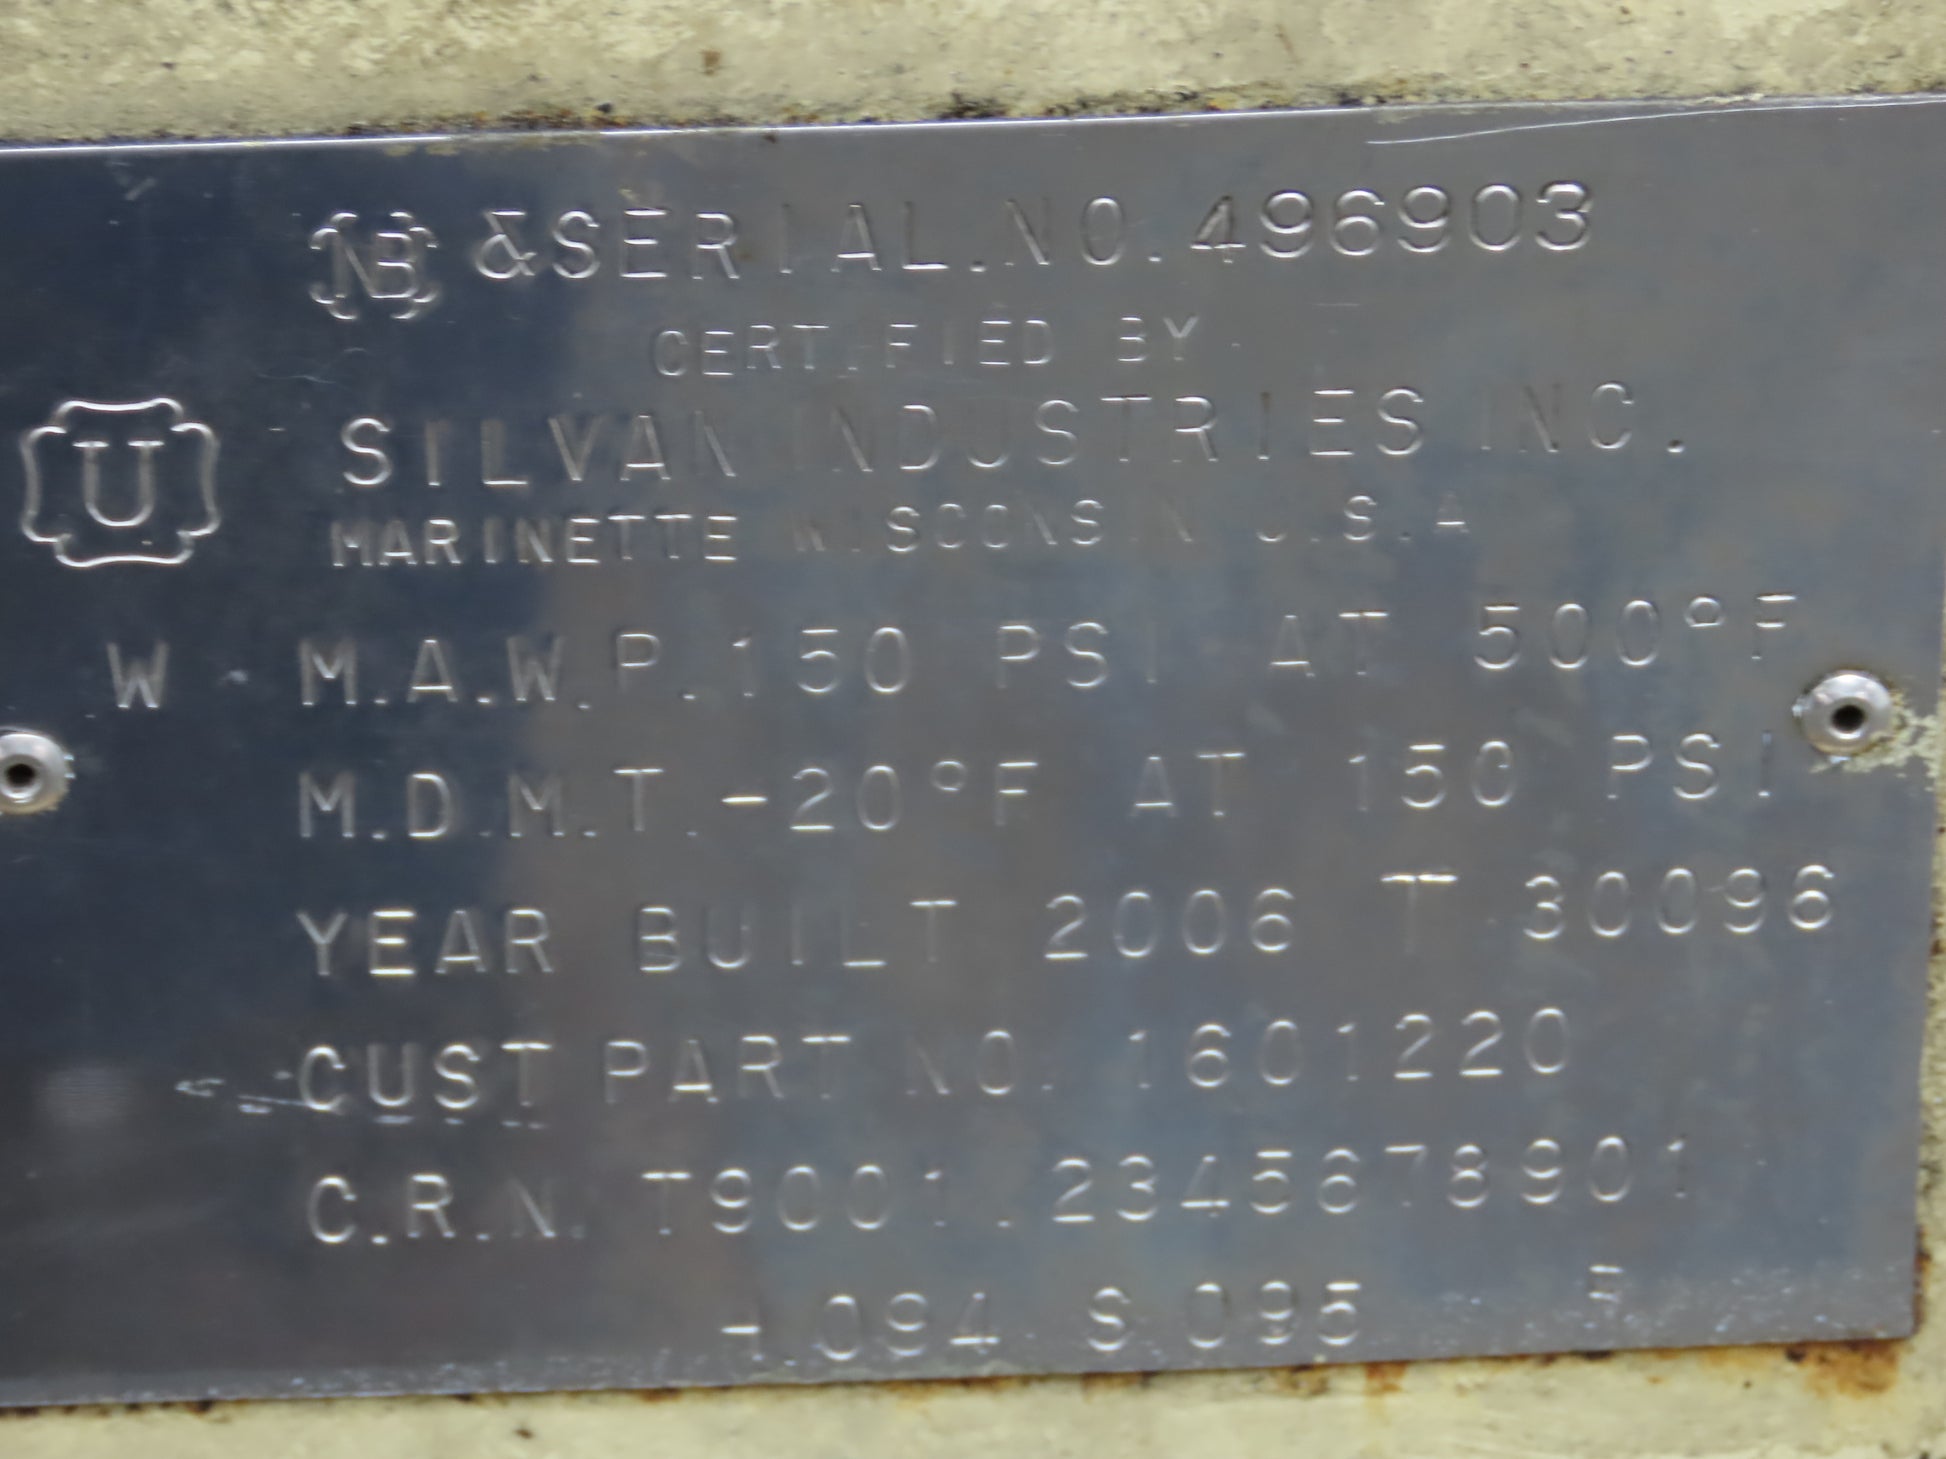 NB &SERIAL.NO.496903
CERTIFIED BY
U SILVAN INDUSTRIES INC.
MARINETTE WISCONSIN U.S.A
W M.A.W.P.150 PSI AT 500°F
M.D.M.T.-20°F AT 150 PSI
YEAR BUILT 2006 T 30096
CUST PART NO. 1601220
C.R.N. T9001.2345678901
H 094 S 095